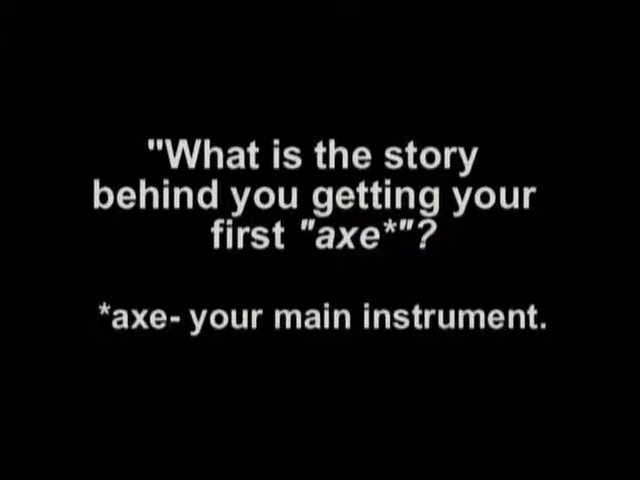 "What is the story
behind you getting your
first "axe*"?
*axe- your main instrument.